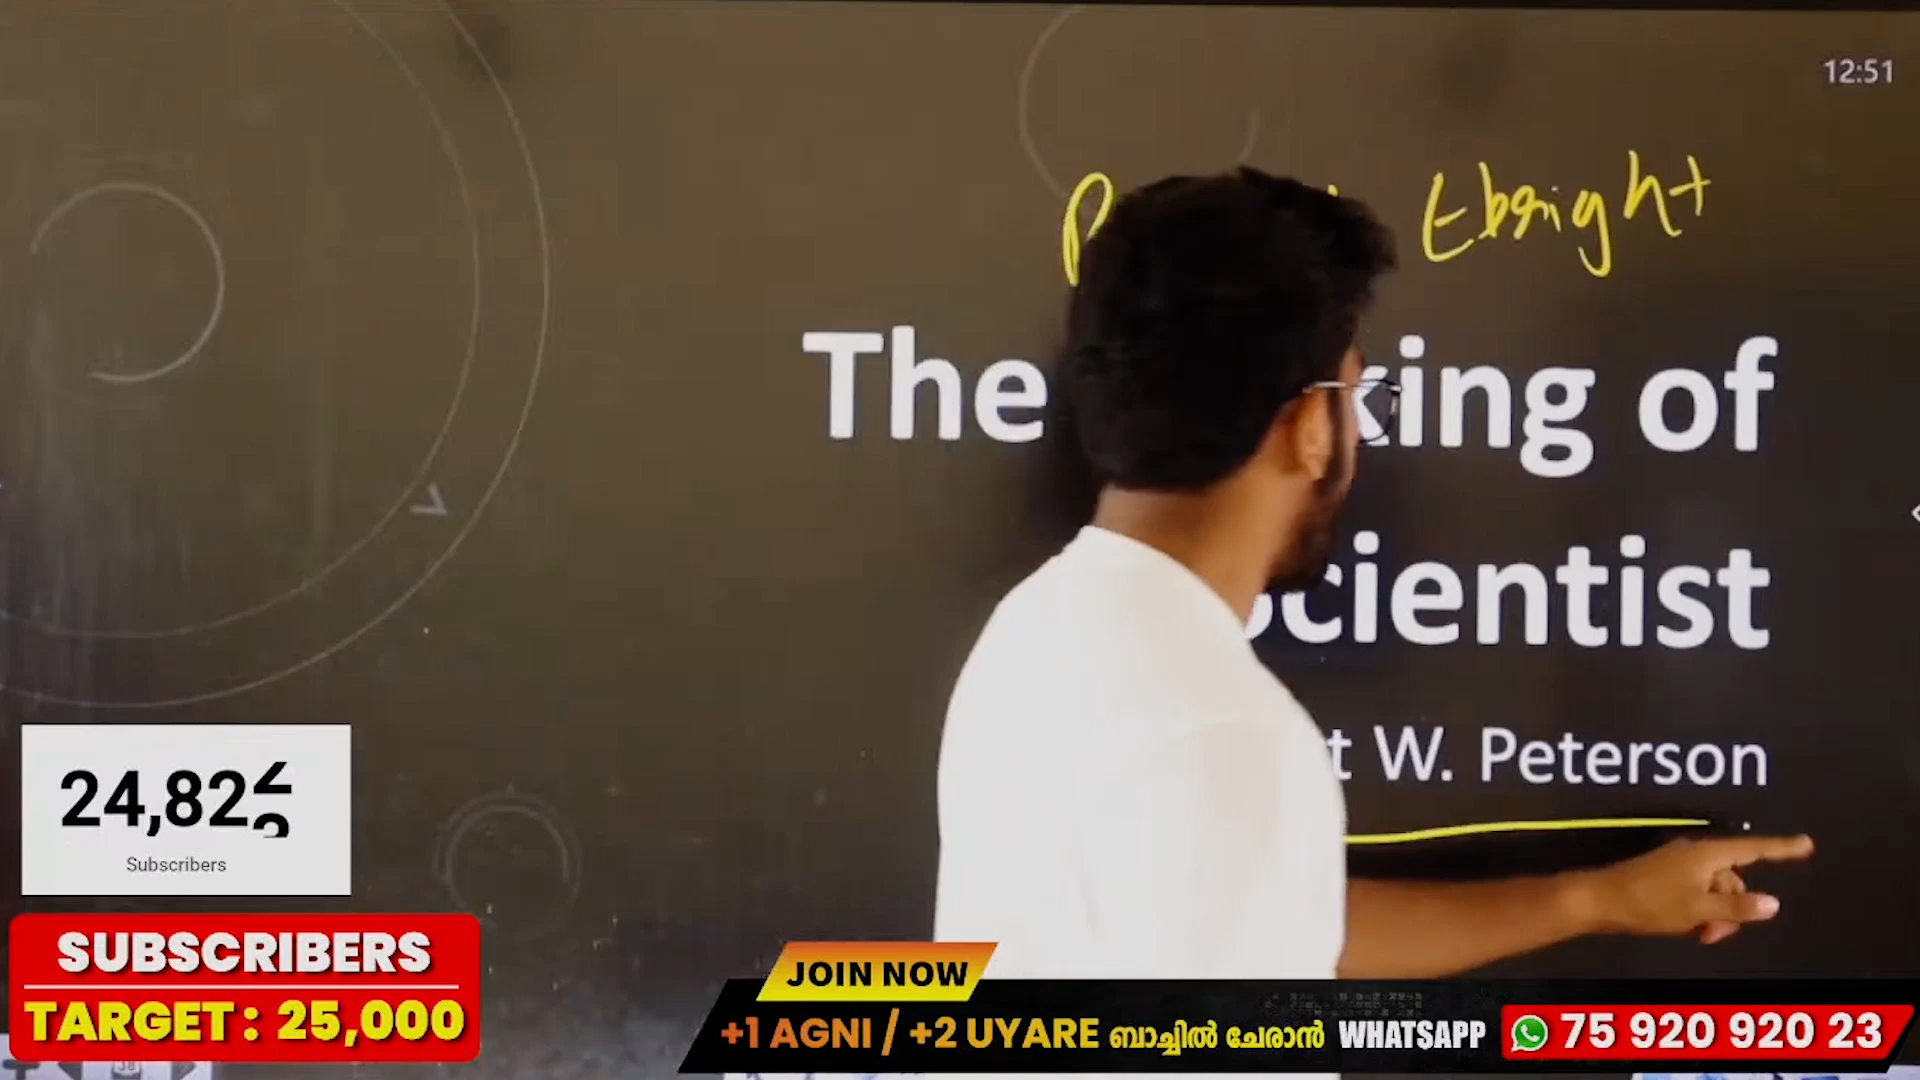 12:51
Ebright
The king of
cientist
t W. Peterson
24,82
Subscribers
SUBSCRIBERS
TARGET : 25,000
JOIN NOW
+1 AGNI / +2 UYARE ബാച്ചിൽ ചേരാൻ WHATSAPP 75 920 920 23